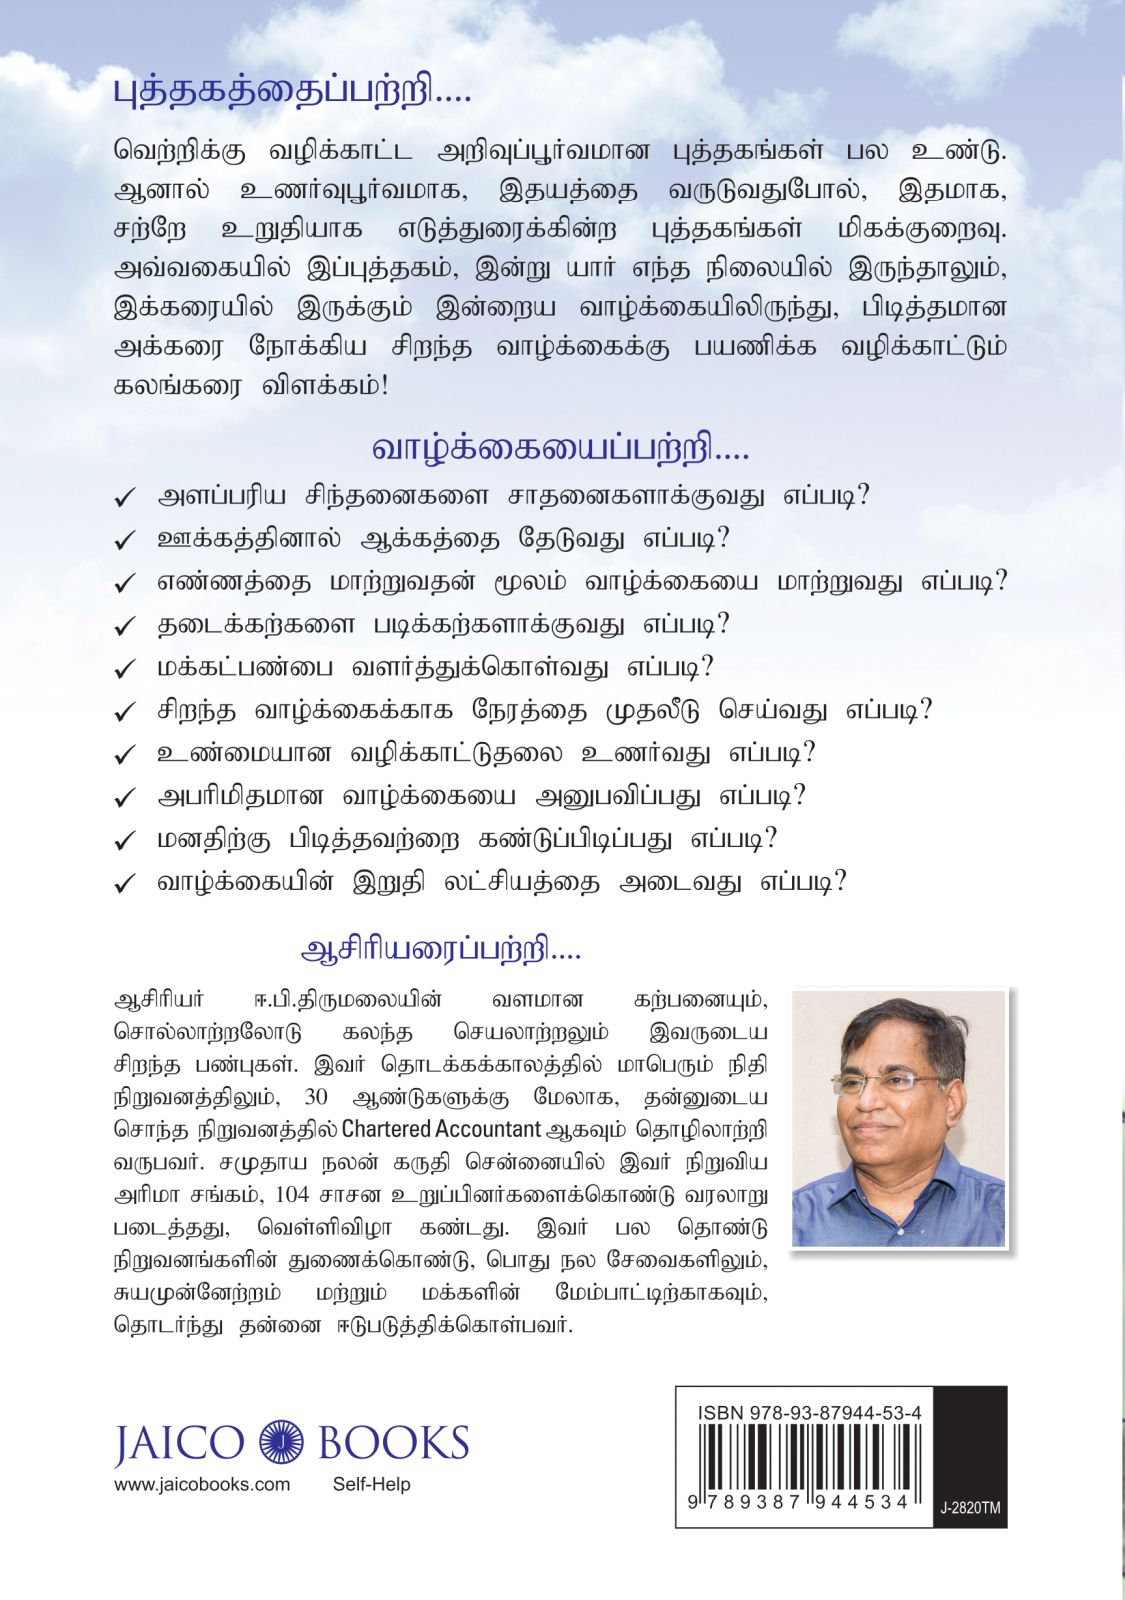 புத்தகத்தைப்பற்றி....
வெற்றிக்கு வழிக்காட்ட அறிவுப்பூர்வமான புத்தகங்கள் பல உண்டு.
ஆனால் உணர்வுபூர்வமாக, இதயத்தை வருடுவதுபோல், இதமாக,
சற்றே உறுதியாக எடுத்துரைக்கின்ற புத்தகங்கள் மிகக்குறைவு.
அவ்வகையில் இப்புத்தகம், இன்று யார் எந்த நிலையில் இருந்தாலும்,
இக்கரையில் இருக்கும் இன்றைய வாழ்க்கையிலிருந்து, பிடித்தமான
அக்கரை நோக்கிய சிறந்த வாழ்க்கைக்கு பயணிக்க வழிக்காட்டும்
கலங்கரை விளக்கம்!
வாழ்க்கையைப்பற்றி....
✓ அளப்பரிய சிந்தனைகளை சாதனைகளாக்குவது எப்படி?
✓ ஊக்கத்தினால் ஆக்கத்தை தேடுவது எப்படி?
✓ எண்ணத்தை மாற்றுவதன் மூலம் வாழ்க்கையை மாற்றுவது எப்படி?
✓ தடைக்கற்களை படிக்கற்களாக்குவது எப்படி?
✓ மக்கட்பண்பை வளர்த்துக்கொள்வது எப்படி?
✓ சிறந்த வாழ்க்கைக்காக நேரத்தை முதலீடு செய்வது எப்படி?
✓ உண்மையான வழிக்காட்டுதலை உணர்வது எப்படி?
✓ அபரிமிதமான வாழ்க்கையை அனுபவிப்பது எப்படி?
✓ மனதிற்கு பிடித்தவற்றை கண்டுப்பிடிப்பது எப்படி?
✓ வாழ்க்கையின் இறுதி லட்சியத்தை அடைவது எப்படி?
ஆசிரியரைப்பற்றி....
ஆசிரியர் ஈ.பி.திருமலையின் வளமான கற்பனையும்,
சொல்லாற்றலோடு கலந்த செயலாற்றலும் இவருடைய
சிறந்த பண்புகள். இவர் தொடக்கக்காலத்தில் மாபெரும் நிதி
நிறுவனத்திலும், 30 ஆண்டுகளுக்கு மேலாக, தன்னுடைய
சொந்த நிறுவனத்தில் Chartered Accountant ஆகவும் தொழிலாற்றி
வருபவர். சமுதாய நலன் கருதி சென்னையில் இவர் நிறுவிய
அரிமா சங்கம், 104 சாசன உறுப்பினர்களைக்கொண்டு வரலாறு
படைத்தது, வெள்ளிவிழா கண்டது. இவர் பல தொண்டு
நிறுவனங்களின் துணைக்கொண்டு, பொது நல சேவைகளிலும்,
சுயமுன்னேற்றம் மற்றும் மக்களின் மேம்பாட்டிற்காகவும்,
தொடர்ந்து தன்னை ஈடுபடுத்திக்கொள்பவர்.
JAICO J BOOKS
www.jaicobooks.com Self-Help
ISBN 978-93-87944-53-4
9 789387 944534
J-2820TM